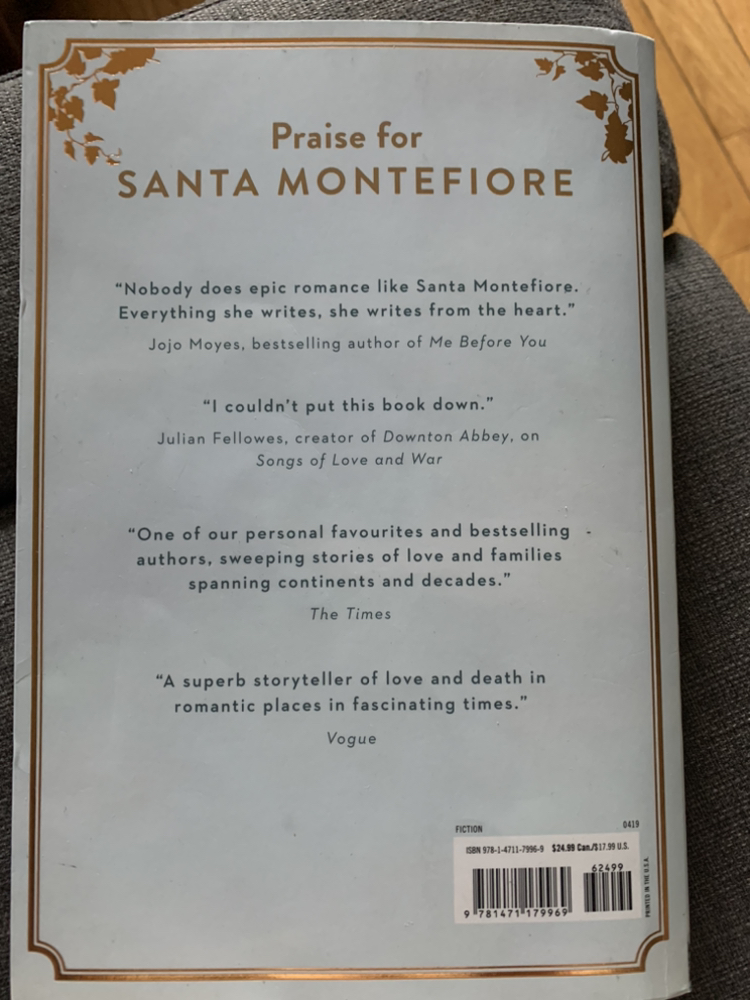 Praise for
SANTA MONTEFIORE
“Nobody does epic romance like Santa Montefiore.
Everything she writes, she writes from the heart.”
Jojo Moyes, bestselling author of Me Before You
“I couldn’t put this book down.”
Julian Fellowes, creator of Downton Abbey, on
Songs of Love and War
“One of our personal favourites and bestselling
authors, sweeping stories of love and families
spanning continents and decades.”
The Times
“A superb storyteller of love and death in
romantic places in fascinating times.”
Vogue
FICTION 0419
ISBN 978-1-4711-7996-9 $24.99 Can./$17.99 U.S.
62499
9 781471 179969
PRINTED IN THE U.S.A.